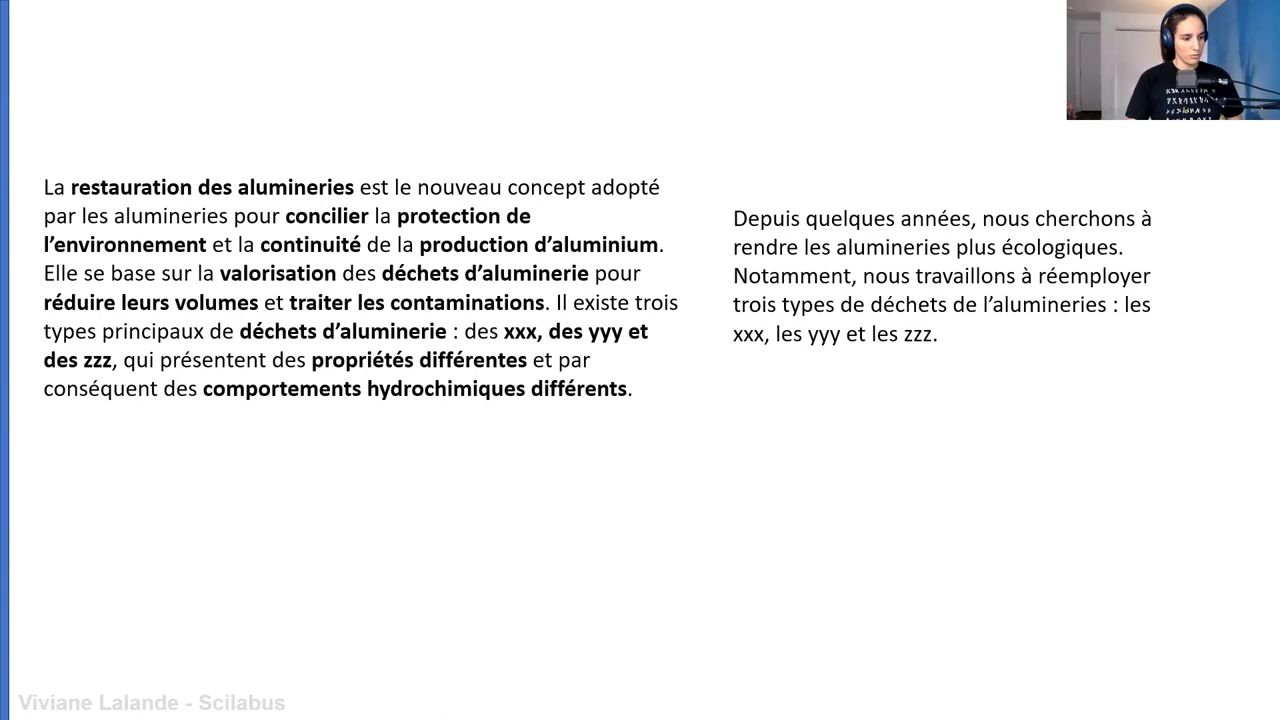 La restauration des alumineries est le nouveau concept adopté
par les alumineries pour concilier la protection de
l’environnement et la continuité de la production d’aluminium.
Elle se base sur la valorisation des déchets d’aluminerie pour
réduire leurs volumes et traiter les contaminations. Il existe trois
types principaux de déchets d’aluminerie : des xxx, des yyy et
des zzz, qui présentent des propriétés différentes et par
conséquent des comportements hydrochimiques différents.
Depuis quelques années, nous cherchons à
rendre les alumineries plus écologiques.
Notamment, nous travaillons à réemployer
trois types de déchets de l’alumineries : les
xxx, les yyy et les zzz.
Viviane Lalande - Scilabus